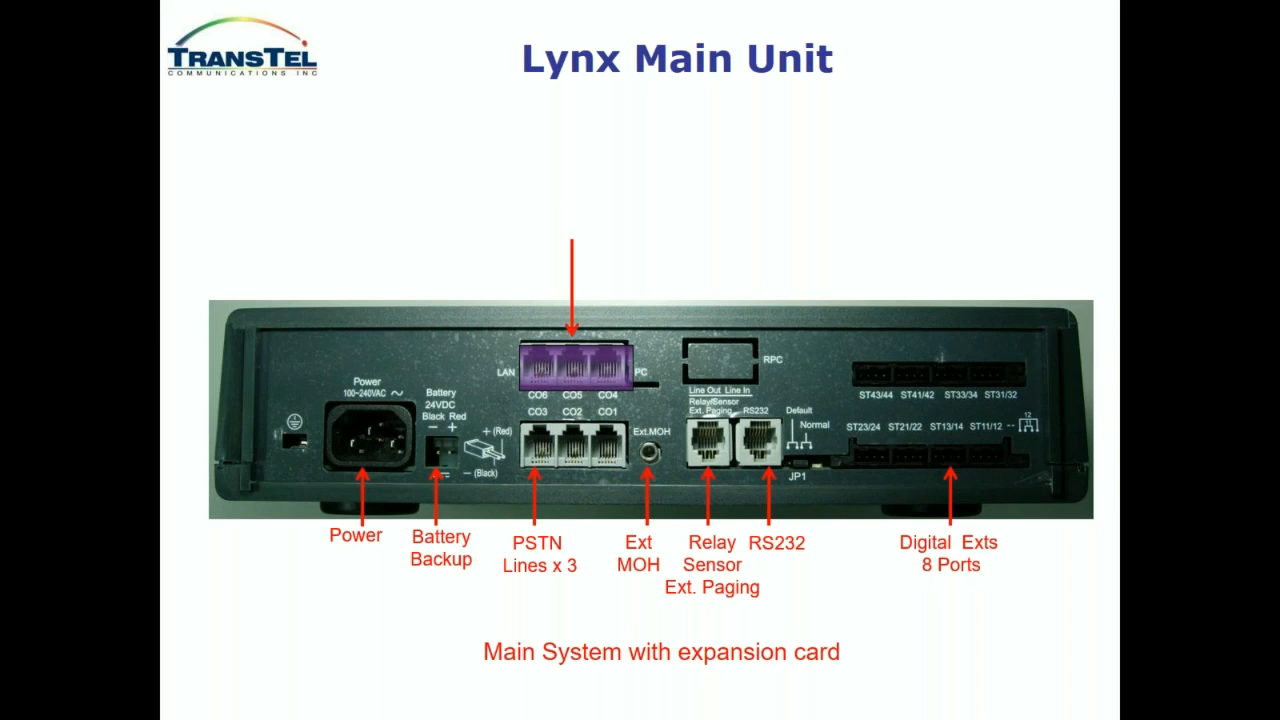 TRANSTEL
COMMUNICATIONS INC
Lynx Main Unit
Power
100~240VAC
Battery
24VDC
Black Red
− +
+ (Red)
− (Black)
LAN
PC
CO6 CO5 CO4
CO3 CO2 CO1
Ext.MOH
RPC
Line Out Line In
Relay/Sensor
Ext. Paging RS232
Default
Normal
JP1
ST43/44 ST41/42 ST33/34 ST31/32
ST23/24 ST21/22 ST13/14 ST11/12
12
Power
Battery
Backup
PSTN
Lines x 3
Ext
MOH
Relay
Sensor
Ext. Paging
RS232
Digital Exts
8 Ports
Main System with expansion card